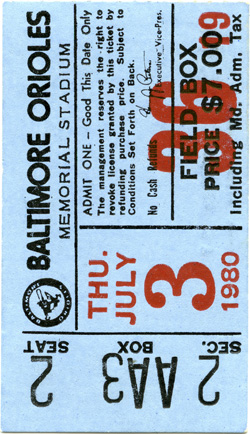 BALTIMORE ORIOLES
MEMORIAL STADIUM
ADMIT ONE — Good This Date Only
The management reserves the right to
revoke license granted by this ticket by
refunding purchase price. Subject to
Conditions Set Forth on Back.
No Cash Refunds
Executive Vice-Pres.
FIELD BOX
PRICE $7.00
Including Md Adm. Tax
THU.
JULY
3
1980
SEAT BOX SEC.
2 AA3 2